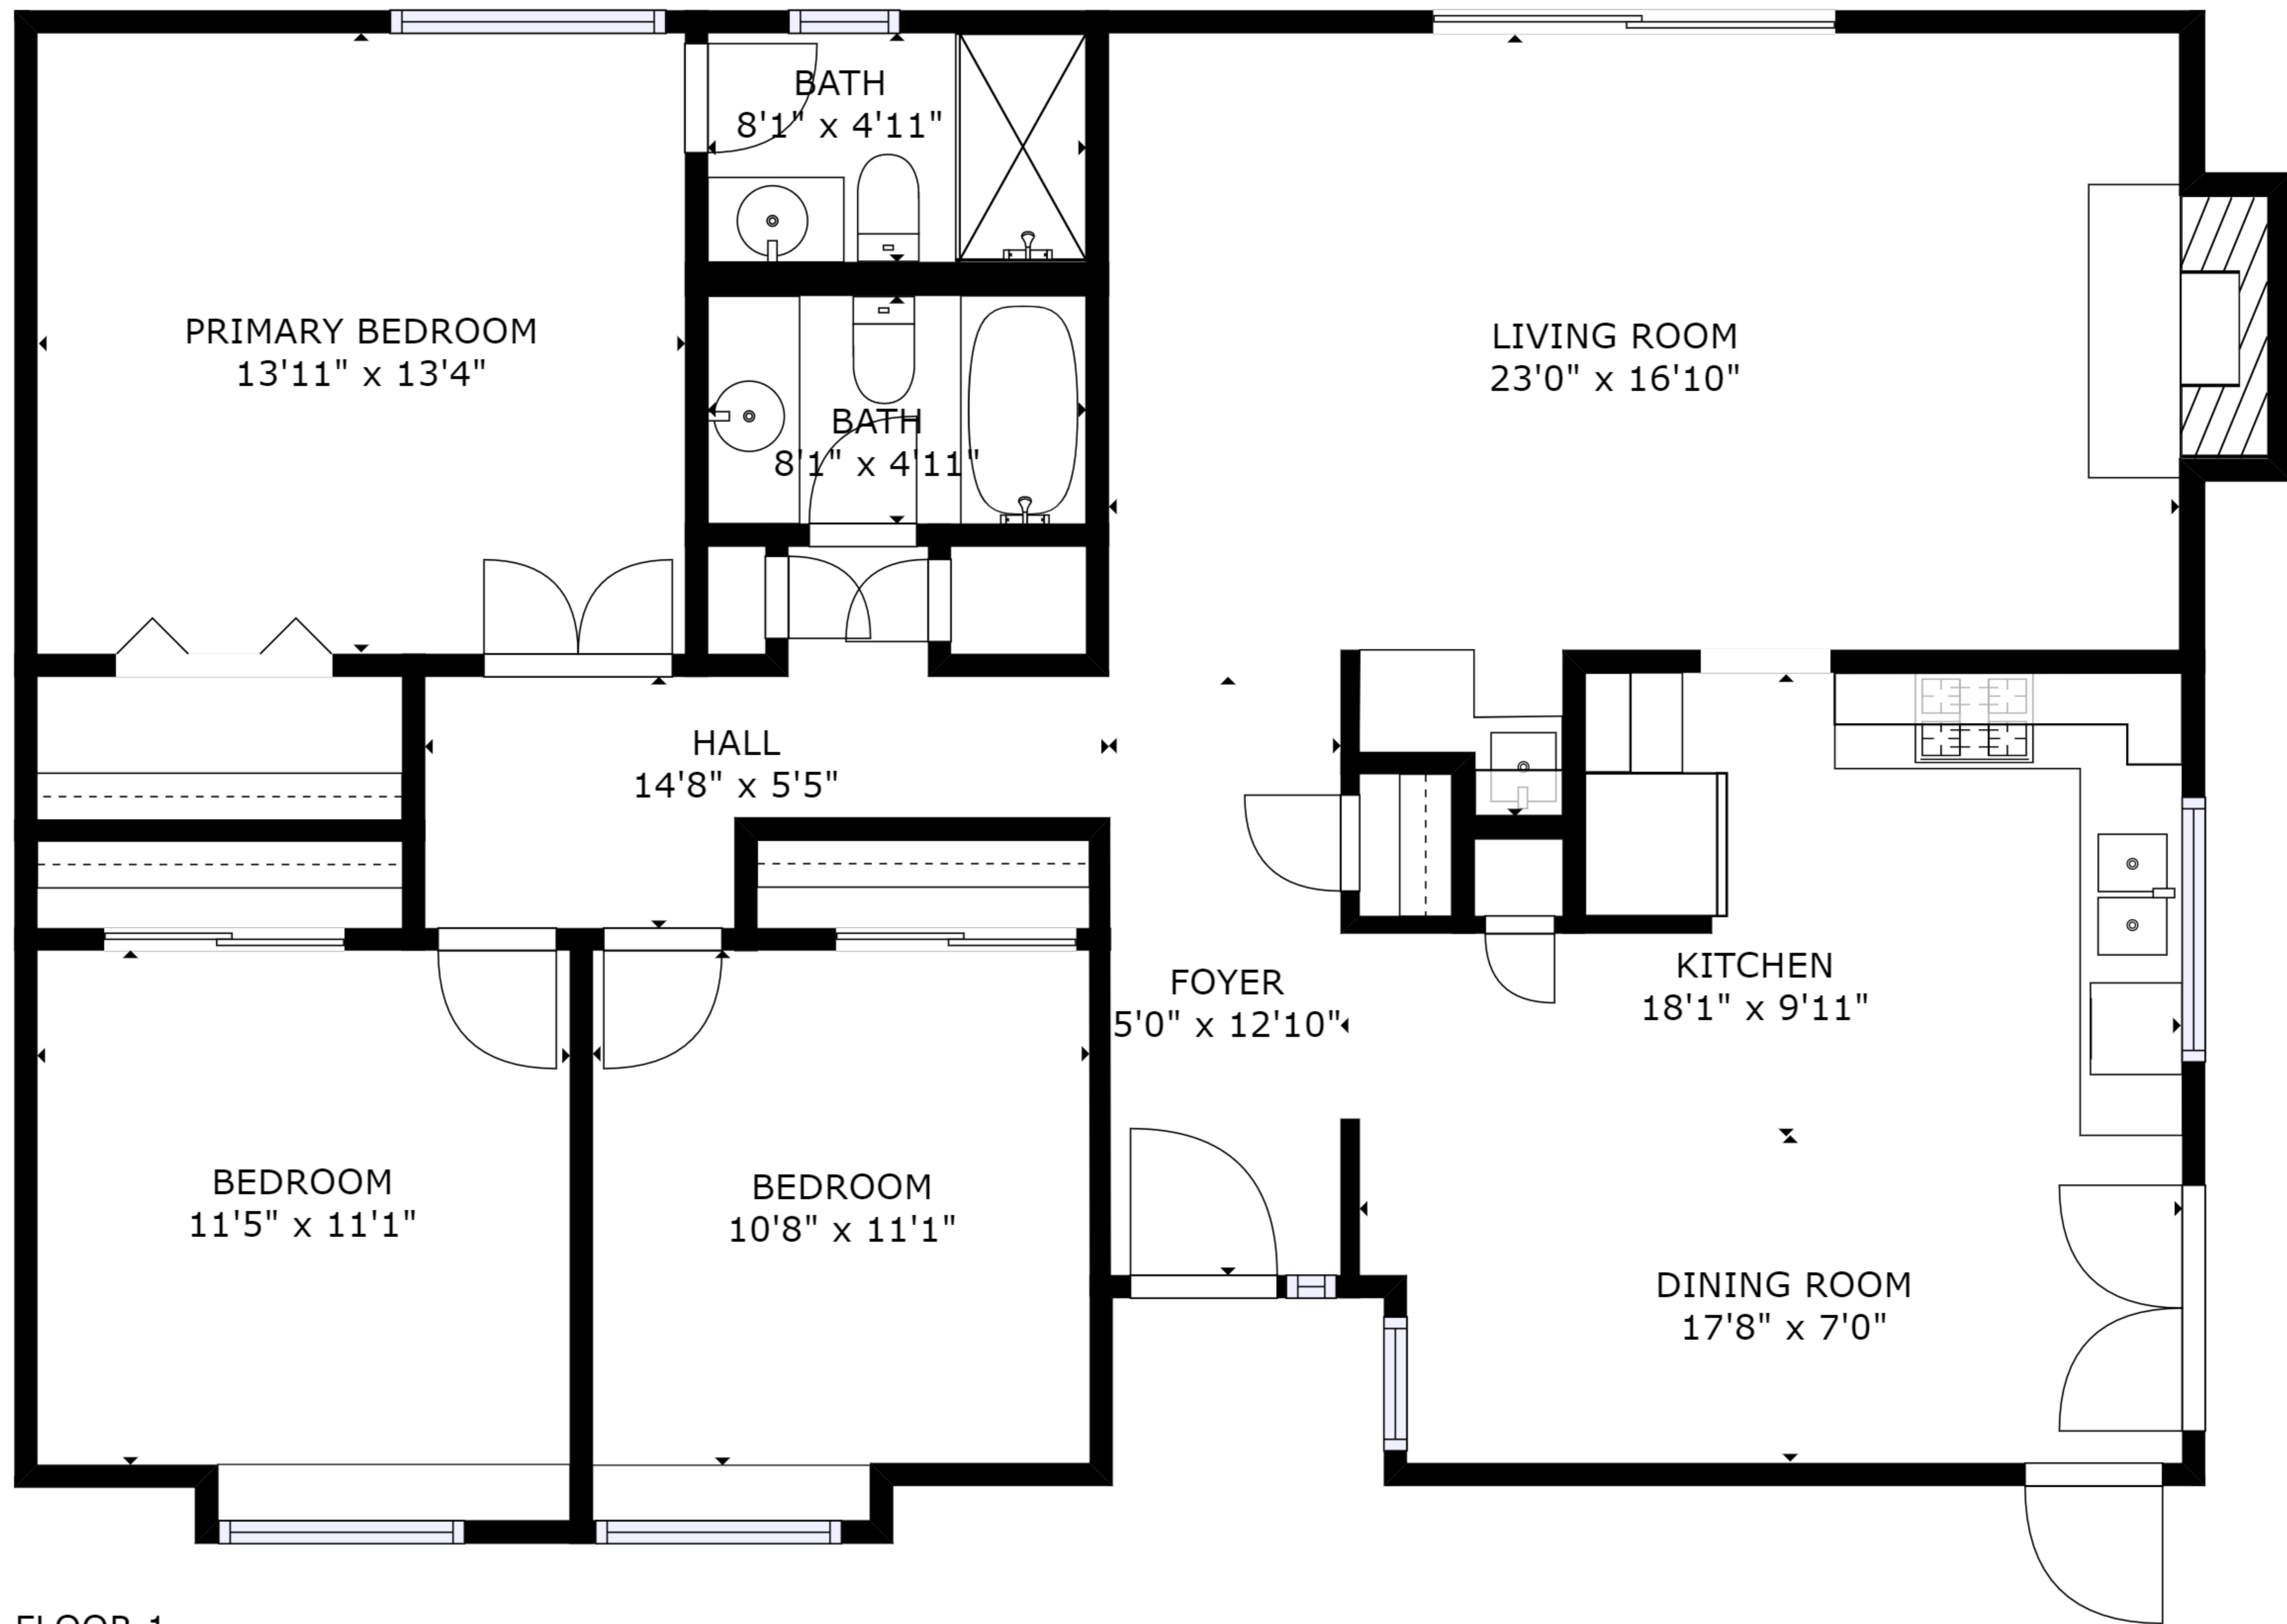 BATH
8'1" x 4'11"
PRIMARY BEDROOM
13'11" x 13'4"
LIVING ROOM
23'0" x 16'10"
BATH
8'1" x 4'11"
HALL
14'8" x 5'5"
FOYER
5'0" x 12'10"
KITCHEN
18'1" x 9'11"
BEDROOM
11'5" x 11'1"
BEDROOM
10'8" x 11'1"
DINING ROOM
17'8" x 7'0"
FLOOR 1